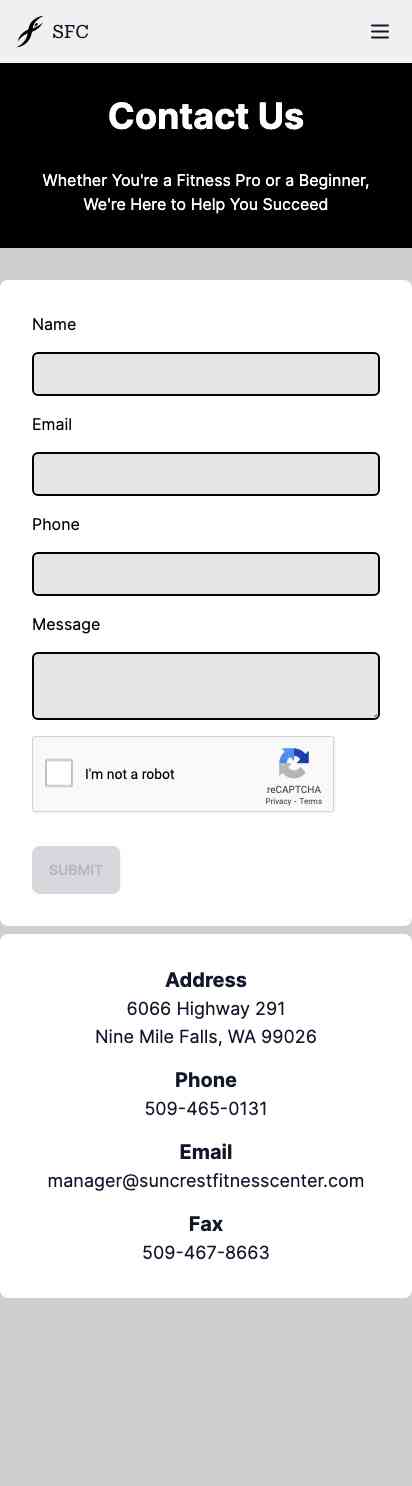 SFC
Contact Us
Whether You're a Fitness Pro or a Beginner,
We're Here to Help You Succeed
Name
Email
Phone
Message
I'm not a robot
reCAPTCHA
Privacy - Terms
SUBMIT
Address
6066 Highway 291
Nine Mile Falls, WA 99026
Phone
509-465-0131
Email
manager@suncrestfitnesscenter.com
Fax
509-467-8663